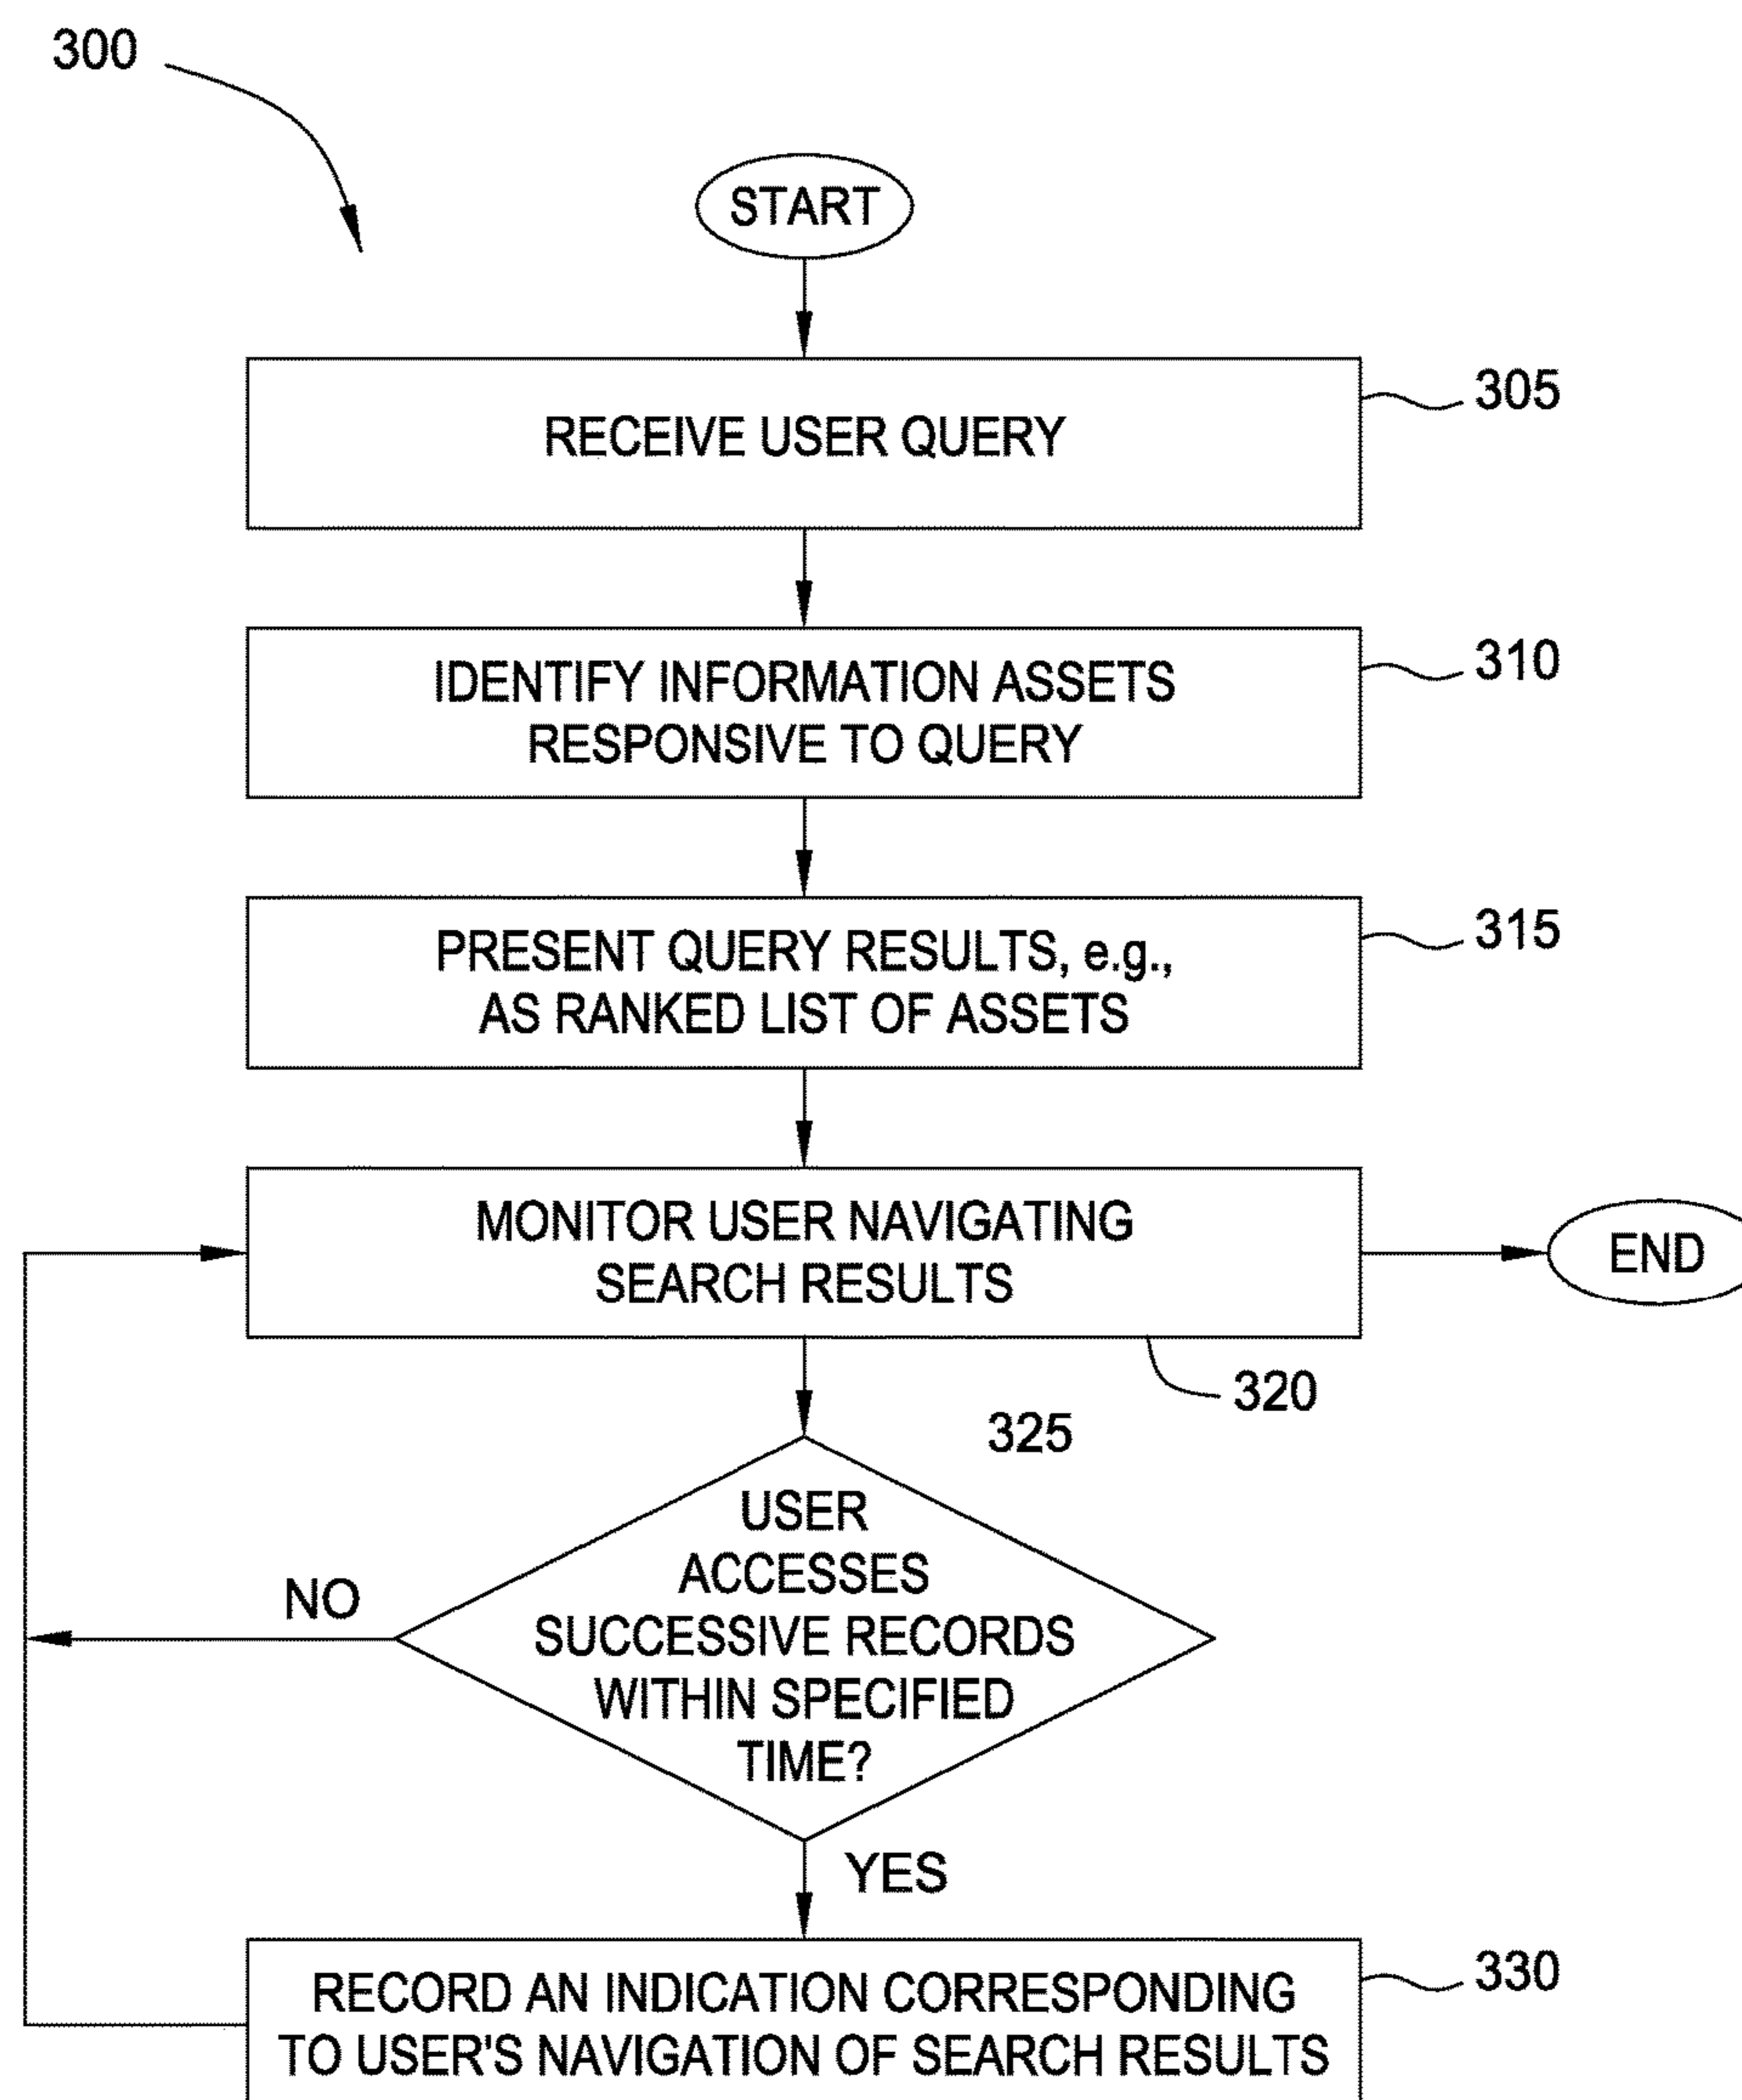 300
START
RECEIVE USER QUERY
305
IDENTIFY INFORMATION ASSETS
RESPONSIVE TO QUERY
310
PRESENT QUERY RESULTS, e.g.,
AS RANKED LIST OF ASSETS
315
MONITOR USER NAVIGATING
SEARCH RESULTS
END
320
325
USER
ACCESSES
SUCCESSIVE RECORDS
WITHIN SPECIFIED
TIME?
NO
YES
RECORD AN INDICATION CORRESPONDING
TO USER'S NAVIGATION OF SEARCH RESULTS
330